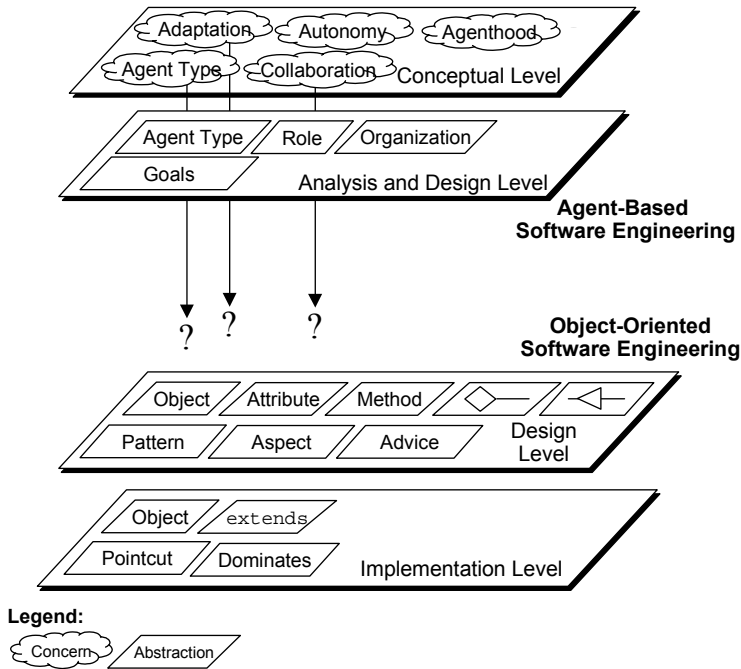 Adaptation
Autonomy
Agenthood
Agent Type
Collaboration
Conceptual Level
Agent Type
Role
Organization
Goals
Analysis and Design Level
Agent-Based
Software Engineering
?
?
?
Object-Oriented
Software Engineering
Object
Attribute
Method
Pattern
Aspect
Advice
Design
Level
Object
extends
Pointcut
Dominates
Implementation Level
Legend:
Concern
Abstraction